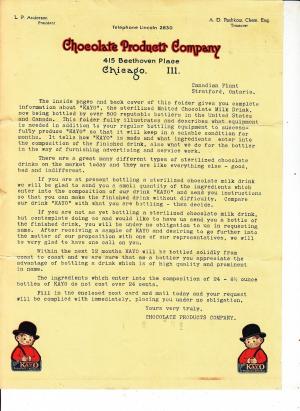 L. P. Anderson
President
Telephone Lincoln 2830
A. D. Pashkow, Chem. Eng.
Treasurer
Chocolate Products Company
415 Beethoven Place
Chicago, Ill.
Canadian Plant
Stratford, Ontario.
The inside pages and back cover of this folder gives you complete
information about "KAYO", the sterilized Malted Chocolate Milk Drink,
now being bottled by over 500 reputable bottlers in the United States
and Canada. This folder fully illustrates and describes what equipment
is needed in addition to your regular bottling equipment to success-
fully produce "KAYO" so that it will keep in a salable condition for
months. It tells how "KAYO" is made and what ingredients enter into
the composition of the finished drink, also what we do for the bottler
in the way of furnishing advertising and service work.
There are a great many different types of sterilized chocolate
drinks on the market today and they are like everything else - good,
bad and indifferent.
If you are at present bottling a sterilized chocolate milk drink
we will be glad to send you a small quantity of the ingredients which
enter into the composition of our drink "KAYO" and send you instructions
so that you can make the finished drink without difficulty. Compare
our drink "KAYO" with what you are bottling - then decide.
If you are not as yet bottling a sterilized chocolate milk drink,
but contemplate doing so and would like to have us send you a bottle of
the finished drink, you will be under no obligation to us in requesting
same. After receiving a sample of KAYO and desiring to go further into
the matter of our proposition with one of our representatives, we will
be very glad to have one call on you.
Within the next 12 months KAYO will be bottled solidly from
coast to coast and we are sure that as a bottler you appreciate the
advantage of bottling a drink which is of high quality and prominent
in name.
The ingredients which enter into the composition of 24 - 6½ ounce
bottles of KAYO do not cost over 24 cents.
Fill in the enclosed post card and mail today and your request
will be complied with immediately, placing you under no obligation.
Yours very truly,
CHOCOLATE PRODUCTS COMPANY.
KAYO
KAYO